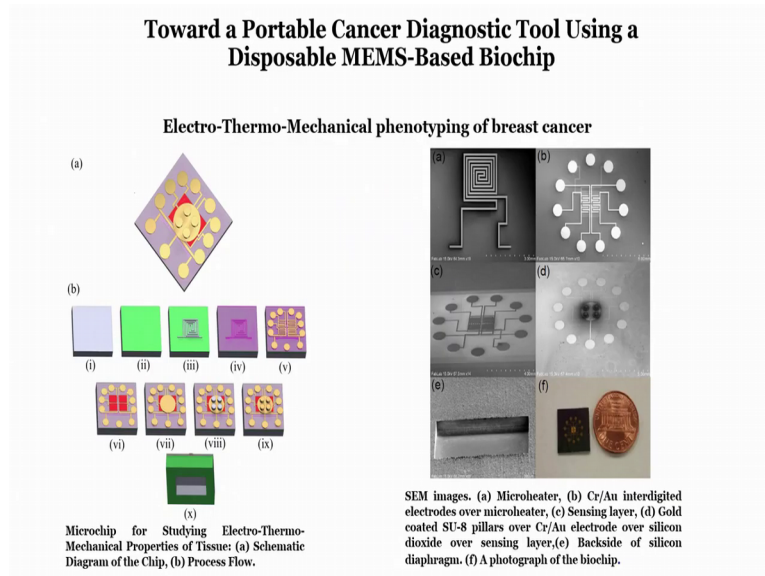 Toward a Portable Cancer Diagnostic Tool Using a
Disposable MEMS-Based Biochip
Electro-Thermo-Mechanical phenotyping of breast cancer
(a)
(b)
(i) (ii) (iii) (iv) (v)
(vi) (vii) (viii) (ix)
(x)
Microchip for Studying Electro-Thermo-
Mechanical Properties of Tissue: (a) Schematic
Diagram of the Chip, (b) Process Flow.
(a) (b)
(c) (d)
(e) (f)
SEM images. (a) Microheater, (b) Cr/Au interdigited
electrodes over microheater, (c) Sensing layer, (d) Gold
coated SU-8 pillars over Cr/Au electrode over silicon
dioxide over sensing layer,(e) Backside of silicon
diaphragm. (f) A photograph of the biochip.